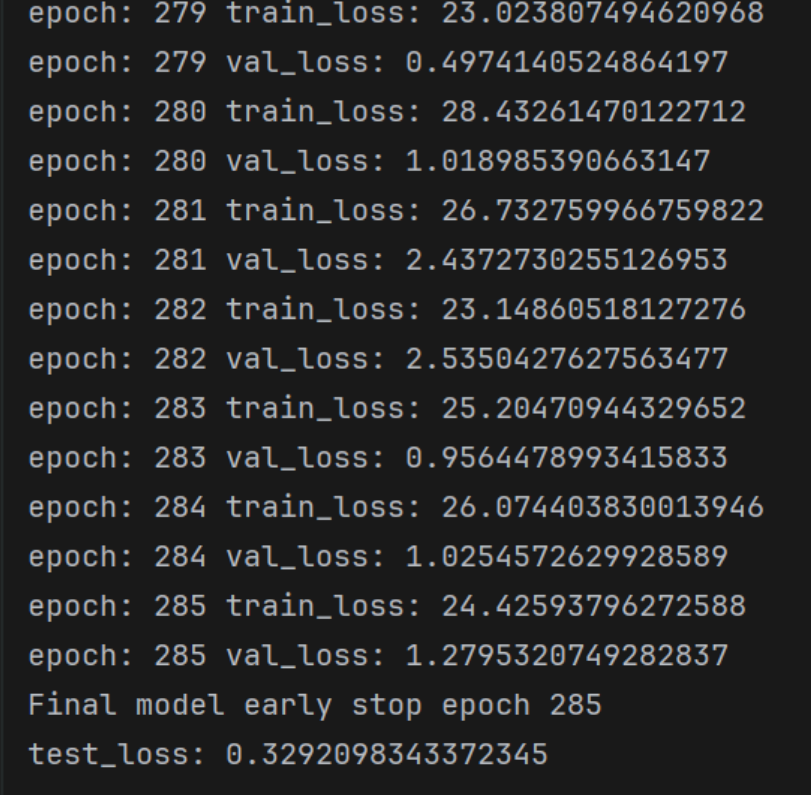 epoch: 279 train_loss: 23.023807494620968
epoch: 279 val_loss: 0.4974140524864197
epoch: 280 train_loss: 28.43261470122712
epoch: 280 val_loss: 1.018985390663147
epoch: 281 train_loss: 26.732759966759822
epoch: 281 val_loss: 2.4372730255126953
epoch: 282 train_loss: 23.14860518127276
epoch: 282 val_loss: 2.5350427627563477
epoch: 283 train_loss: 25.20470944329652
epoch: 283 val_loss: 0.9564478993415833
epoch: 284 train_loss: 26.074403830013946
epoch: 284 val_loss: 1.0254572629928589
epoch: 285 train_loss: 24.42593796272588
epoch: 285 val_loss: 1.2795320749282837
Final model early stop epoch 285
test_loss: 0.3292098343372345